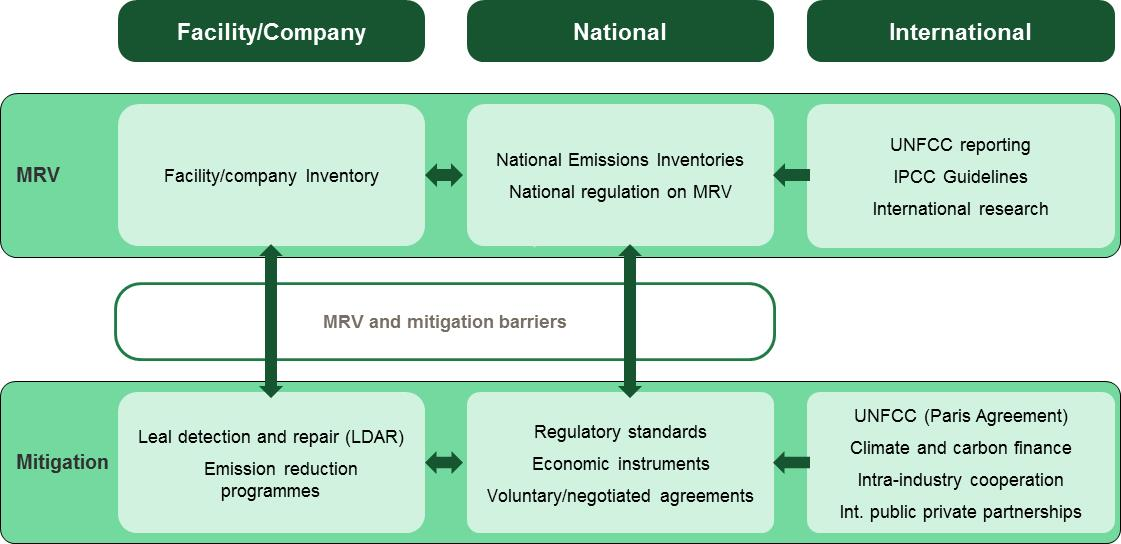 Facility/Company
National
International
MRV
Facility/company Inventory
National Emissions Inventories
National regulation on MRV
UNFCC reporting
IPCC Guidelines
International research
MRV and mitigation barriers
Mitigation
Leal detection and repair (LDAR)
Emission reduction
programmes
Regulatory standards
Economic instruments
Voluntary/negotiated agreements
UNFCC (Paris Agreement)
Climate and carbon finance
Intra-industry cooperation
Int. public private partnerships